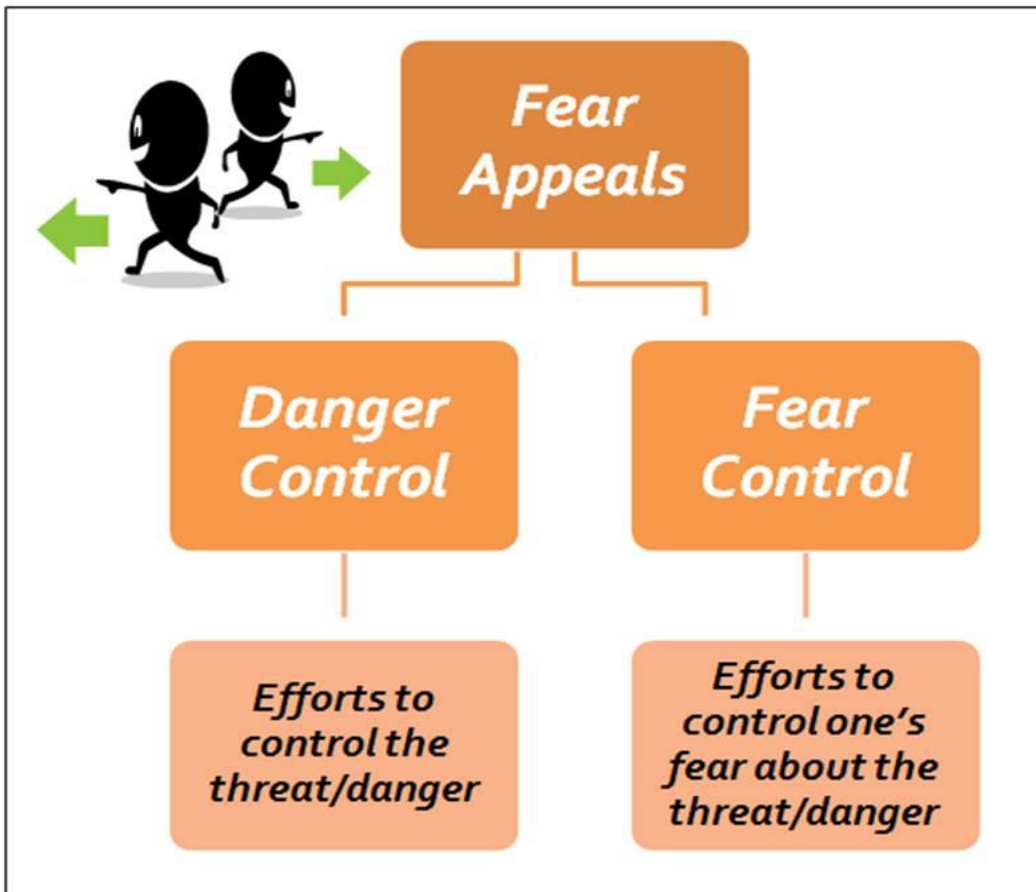 Fear
Appeals
Danger
Control
Fear
Control
Efforts to
control the
threat/danger
Efforts to
control one's
fear about the
threat/danger